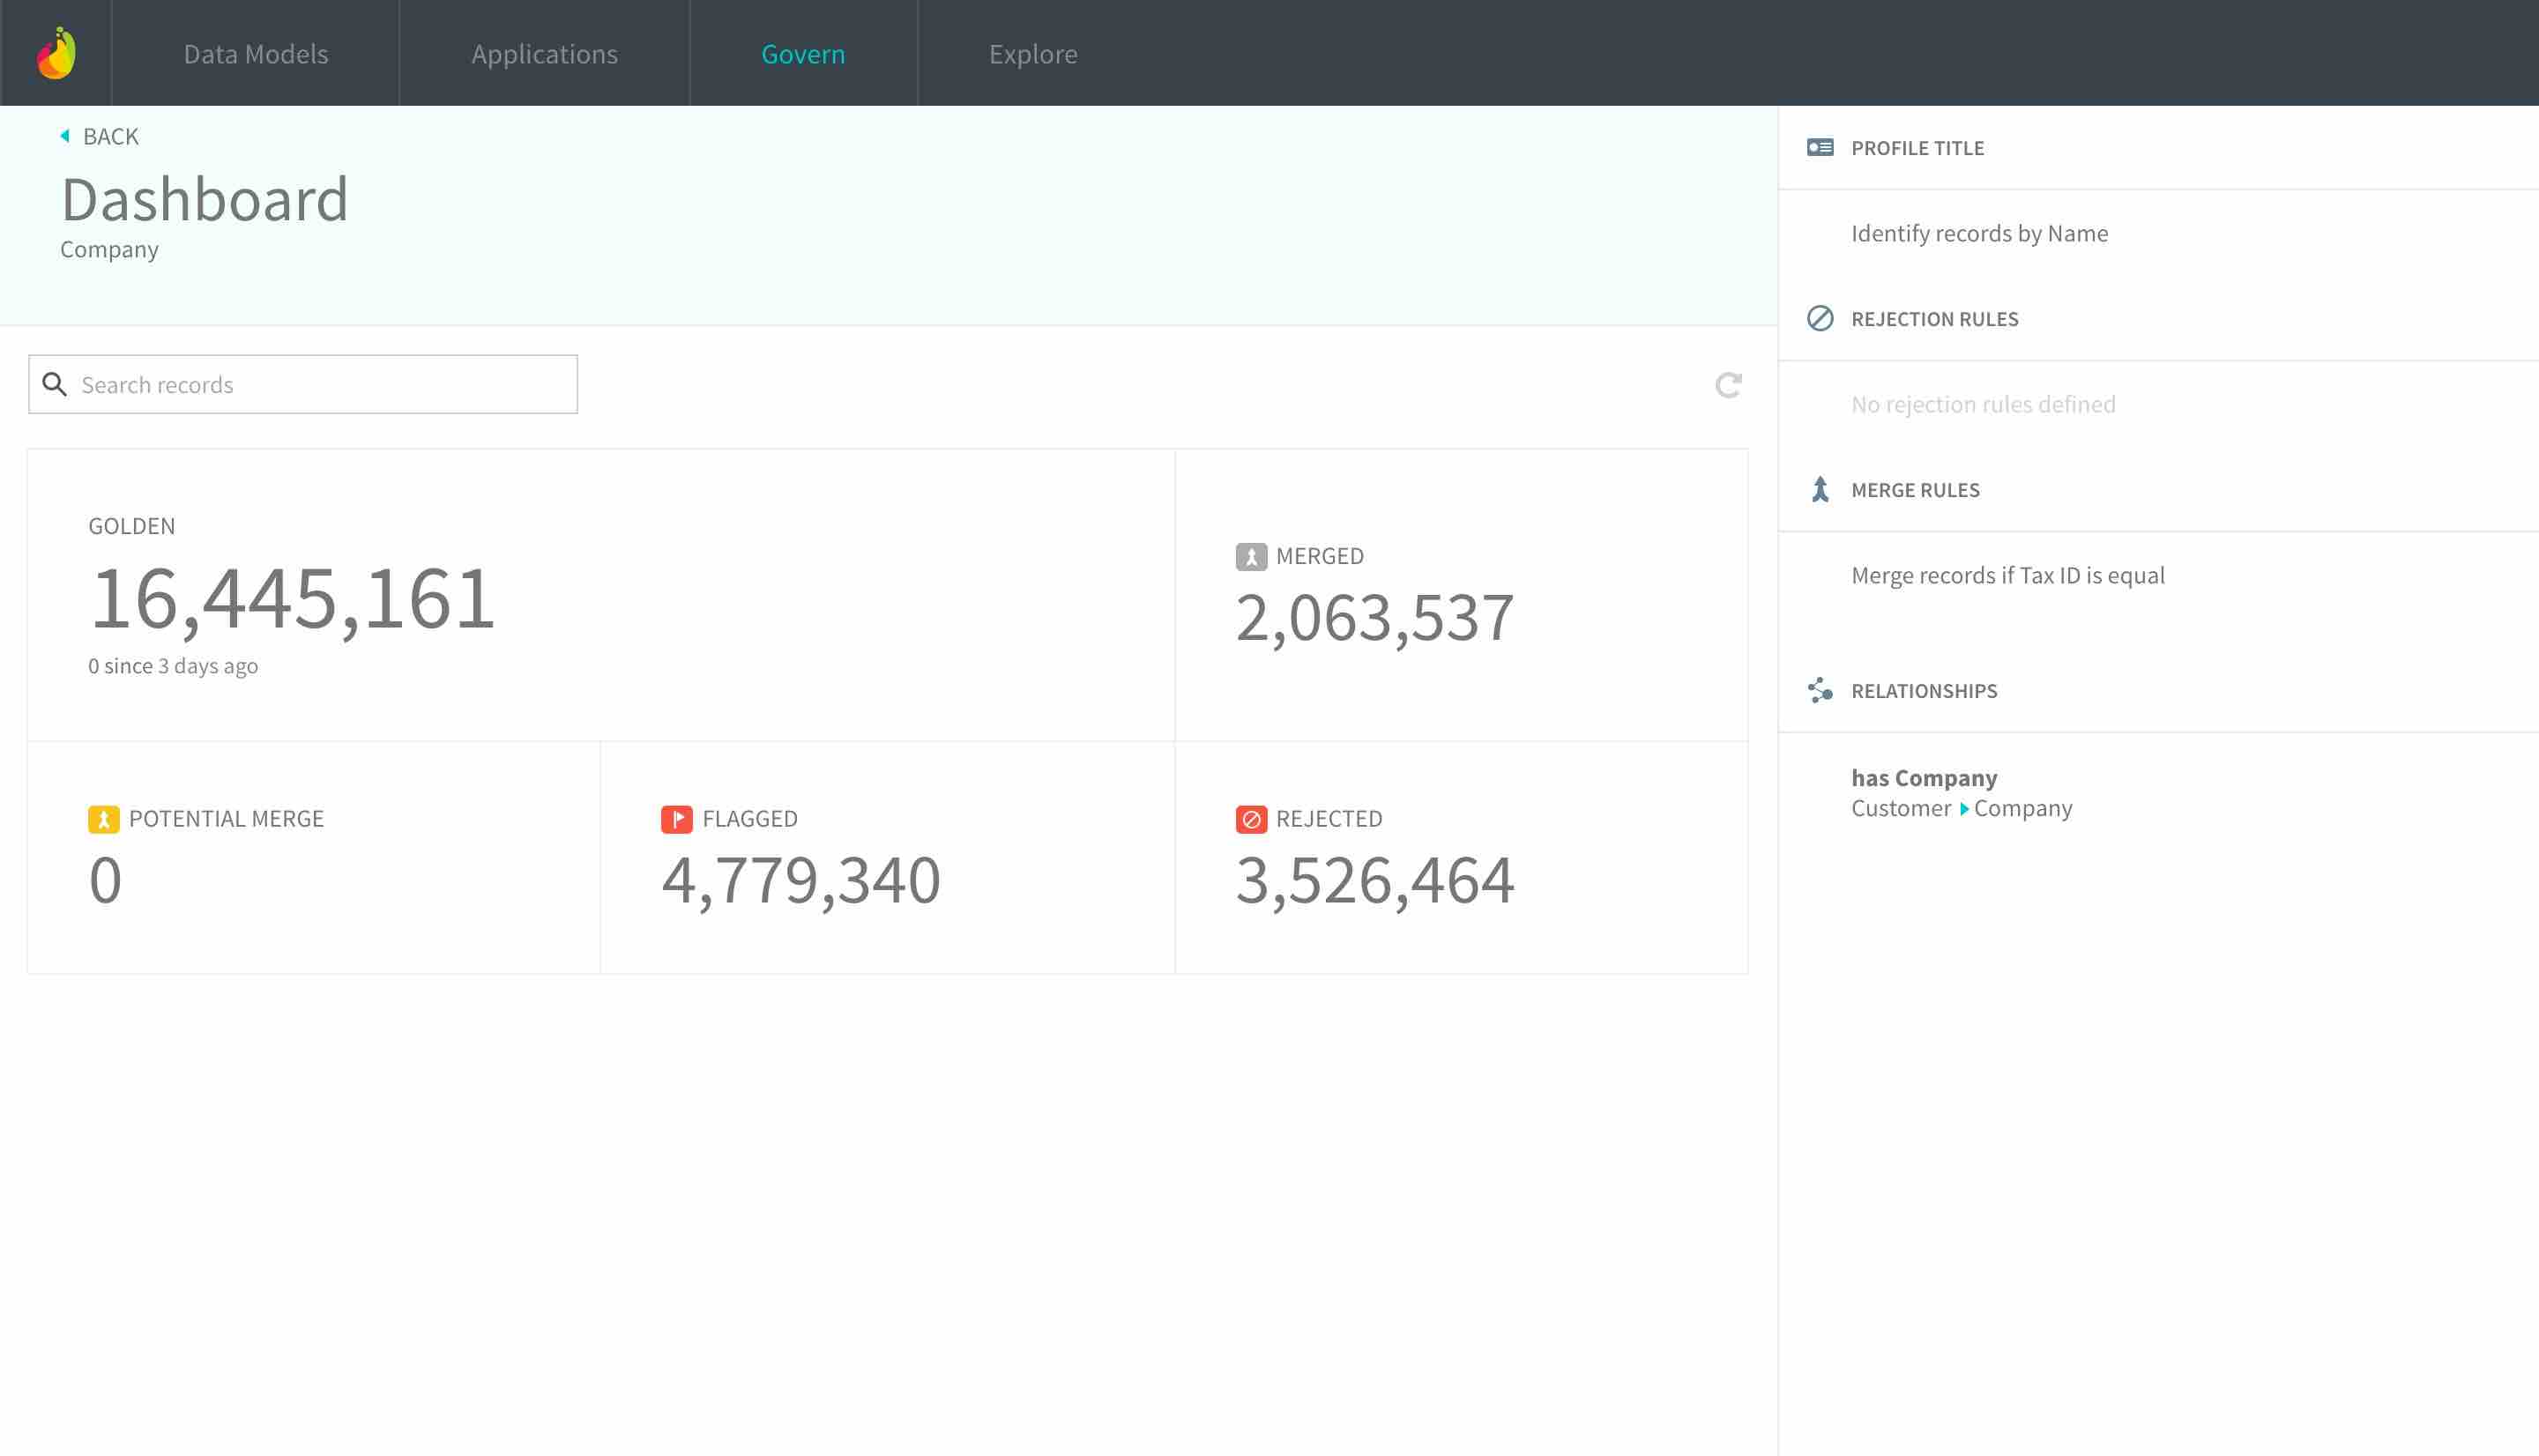 Data Models
Applications
Govern
Explore
BACK
Dashboard
Company
Search records
GOLDEN
16,445,161
0 since 3 days ago
MERGED
2,063,537
POTENTIAL MERGE
0
FLAGGED
4,779,340
REJECTED
3,526,464
PROFILE TITLE
Identify records by Name
REJECTION RULES
No rejection rules defined
MERGE RULES
Merge records if Tax ID is equal
RELATIONSHIPS
has Company
Customer Company